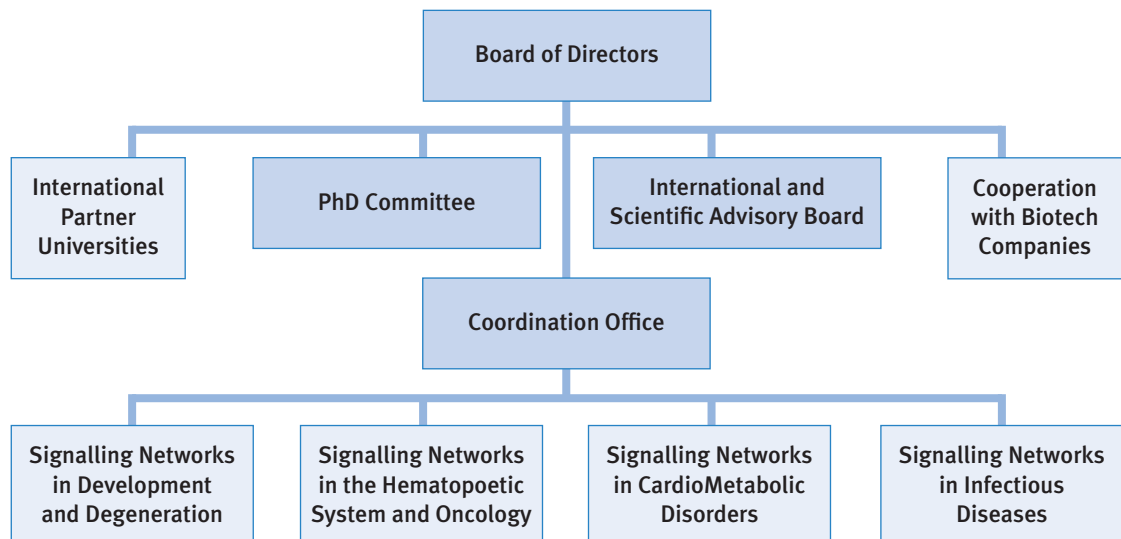 Board of Directors
International
Partner
Universities
PhD Committee
International and
Scientific Advisory Board
Cooperation
with Biotech
Companies
Coordination Office
Signalling Networks
in Development
and Degeneration
Signalling Networks
in the Hematopoetic
System and Oncology
Signalling Networks
in CardioMetabolic
Disorders
Signalling Networks
in Infectious
Diseases